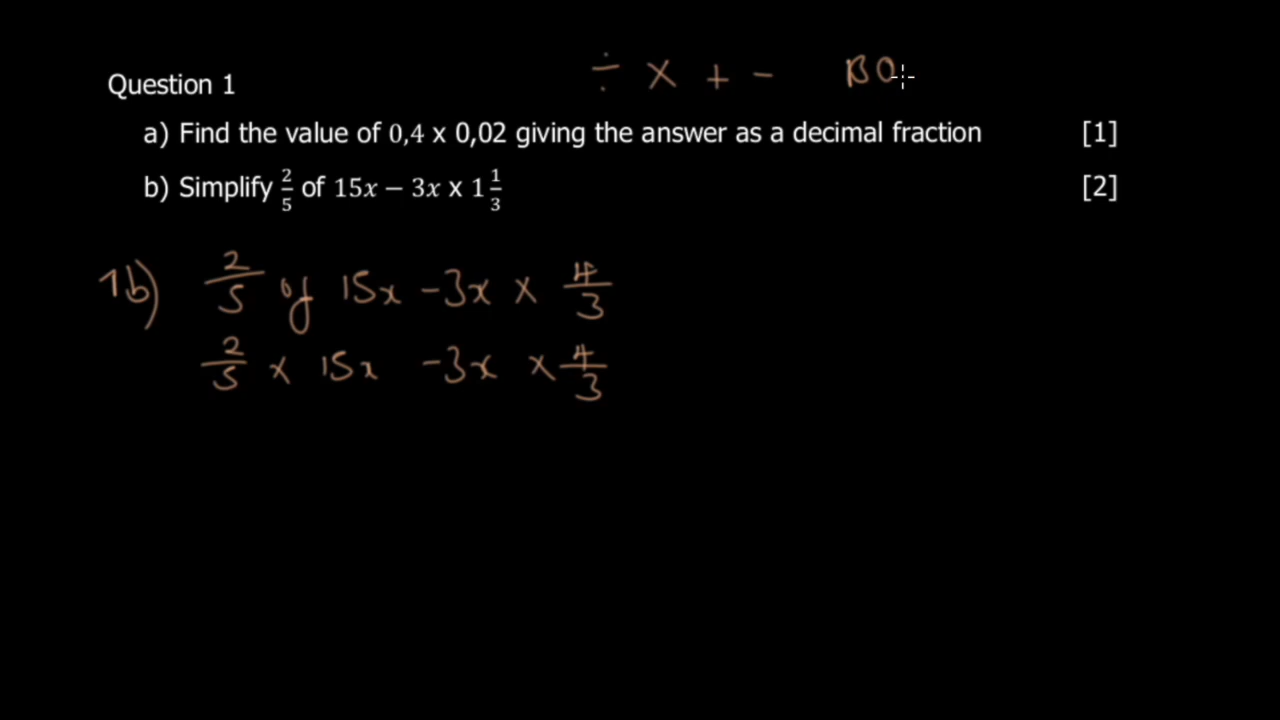 ÷ × + - BO
Question 1
a) Find the value of 0,4 x 0,02 giving the answer as a decimal fraction [1]
b) Simplify 2/5 of 15x − 3x x 1 1/3 [2]
1b) 2/5 of 15x - 3x × 4/3
2/5 × 15x - 3x × 4/3